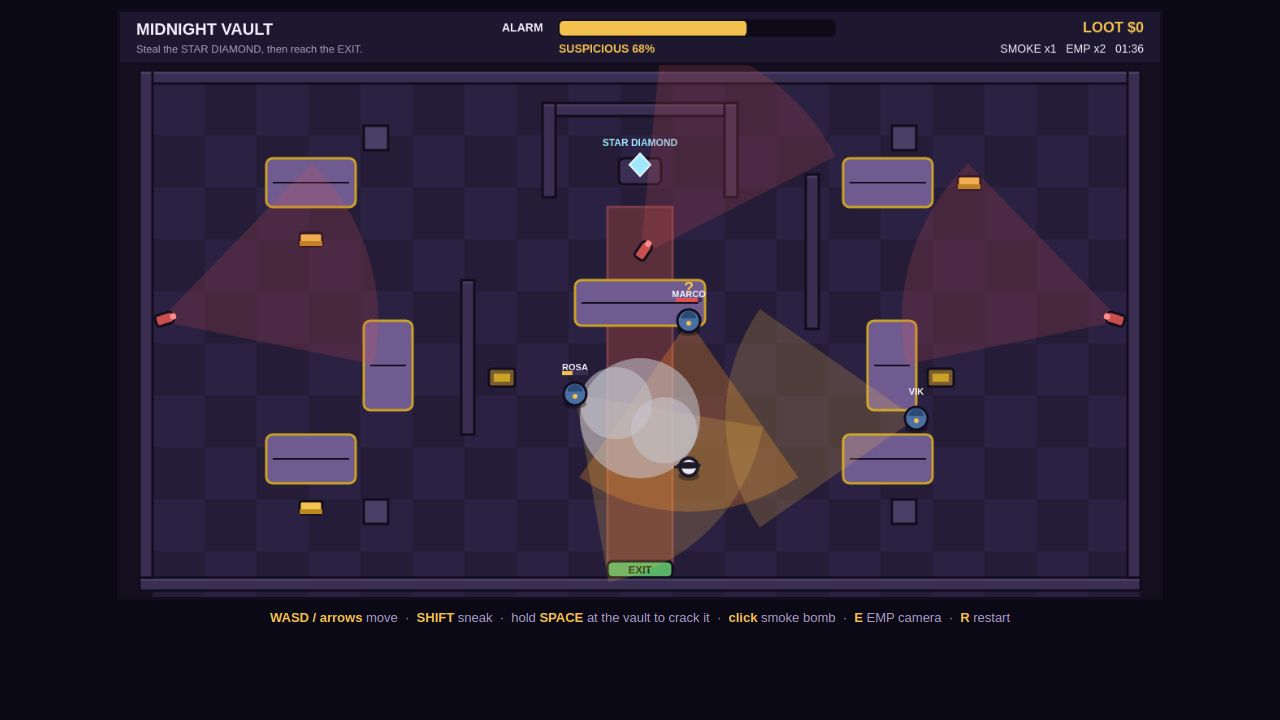 MIDNIGHT VAULT
Steal the STAR DIAMOND, then reach the EXIT.
ALARM
SUSPICIOUS 68%
LOOT $0
SMOKE x1 EMP x2 01:36
STAR DIAMOND
?
MARCO
ROSA
VIK
EXIT
WASD / arrows move · SHIFT sneak · hold SPACE at the vault to crack it · click smoke bomb · E EMP camera · R restart